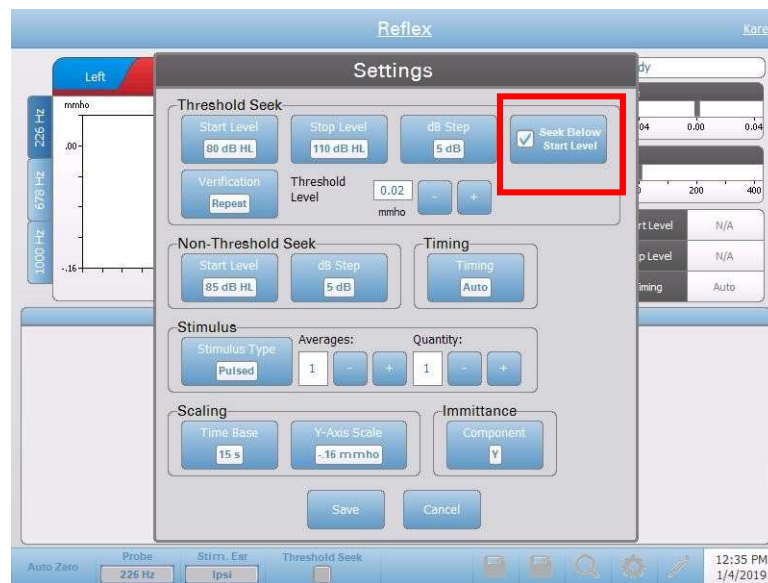 Reflex
Kare
Left
dy
mmho
.00
-.16
226 Hz
678 Hz
1000 Hz
Settings
Threshold Seek
Start Level
80 dB HL
Stop Level
110 dB HL
dB Step
5 dB
Seek Below
Start Level
Verification
Repeat
Threshold
Level
0.02
mmho
-
+
Non-Threshold Seek
Start Level
85 dB HL
dB Step
5 dB
Timing
Timing
Auto
Stimulus
Stimulus Type
Pulsed
Averages:
1
-
+
Quantity:
1
-
+
Scaling
Time Base
15 s
Y-Axis Scale
-.16 mmho
Immittance
Component
Y
Save
Cancel
04 0.00 0.04
200 400
rt Level N/A
p Level N/A
iming Auto
Auto Zero
Probe
226 Hz
Stim. Ear
Ipsi
Threshold Seek
12:35 PM
1/4/2019